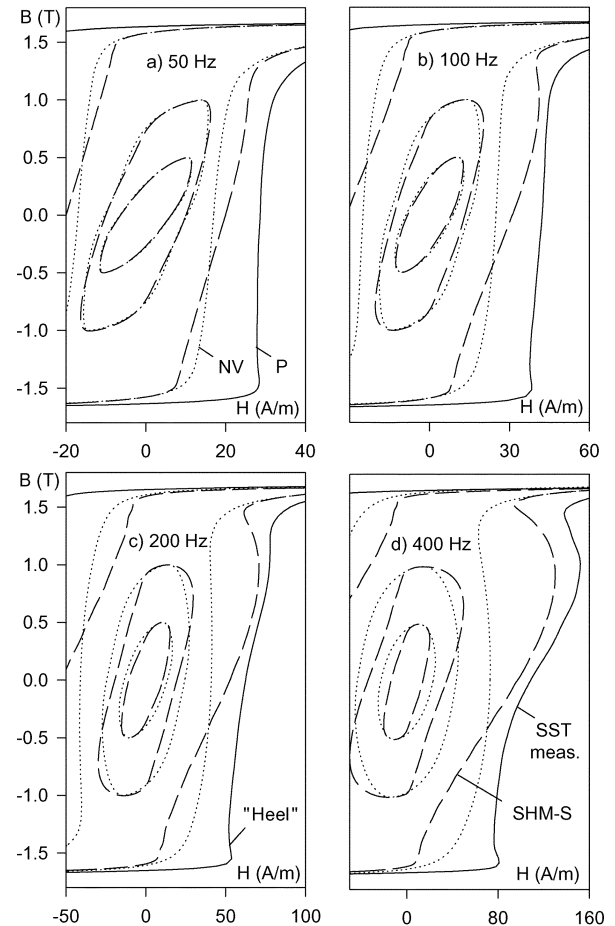 B (T)
1.5
1.0
0.5
0.0
-0.5
-1.0
-1.5
a) 50 Hz
NV
P
H (A/m)
-20
0
20
40
b) 100 Hz
H (A/m)
0
30
60
B (T)
1.5
1.0
0.5
0.0
-0.5
-1.0
-1.5
c) 200 Hz
"Heel"
H (A/m)
-50
0
50
100
d) 400 Hz
SST
meas.
SHM-S
H (A/m)
0
80
160